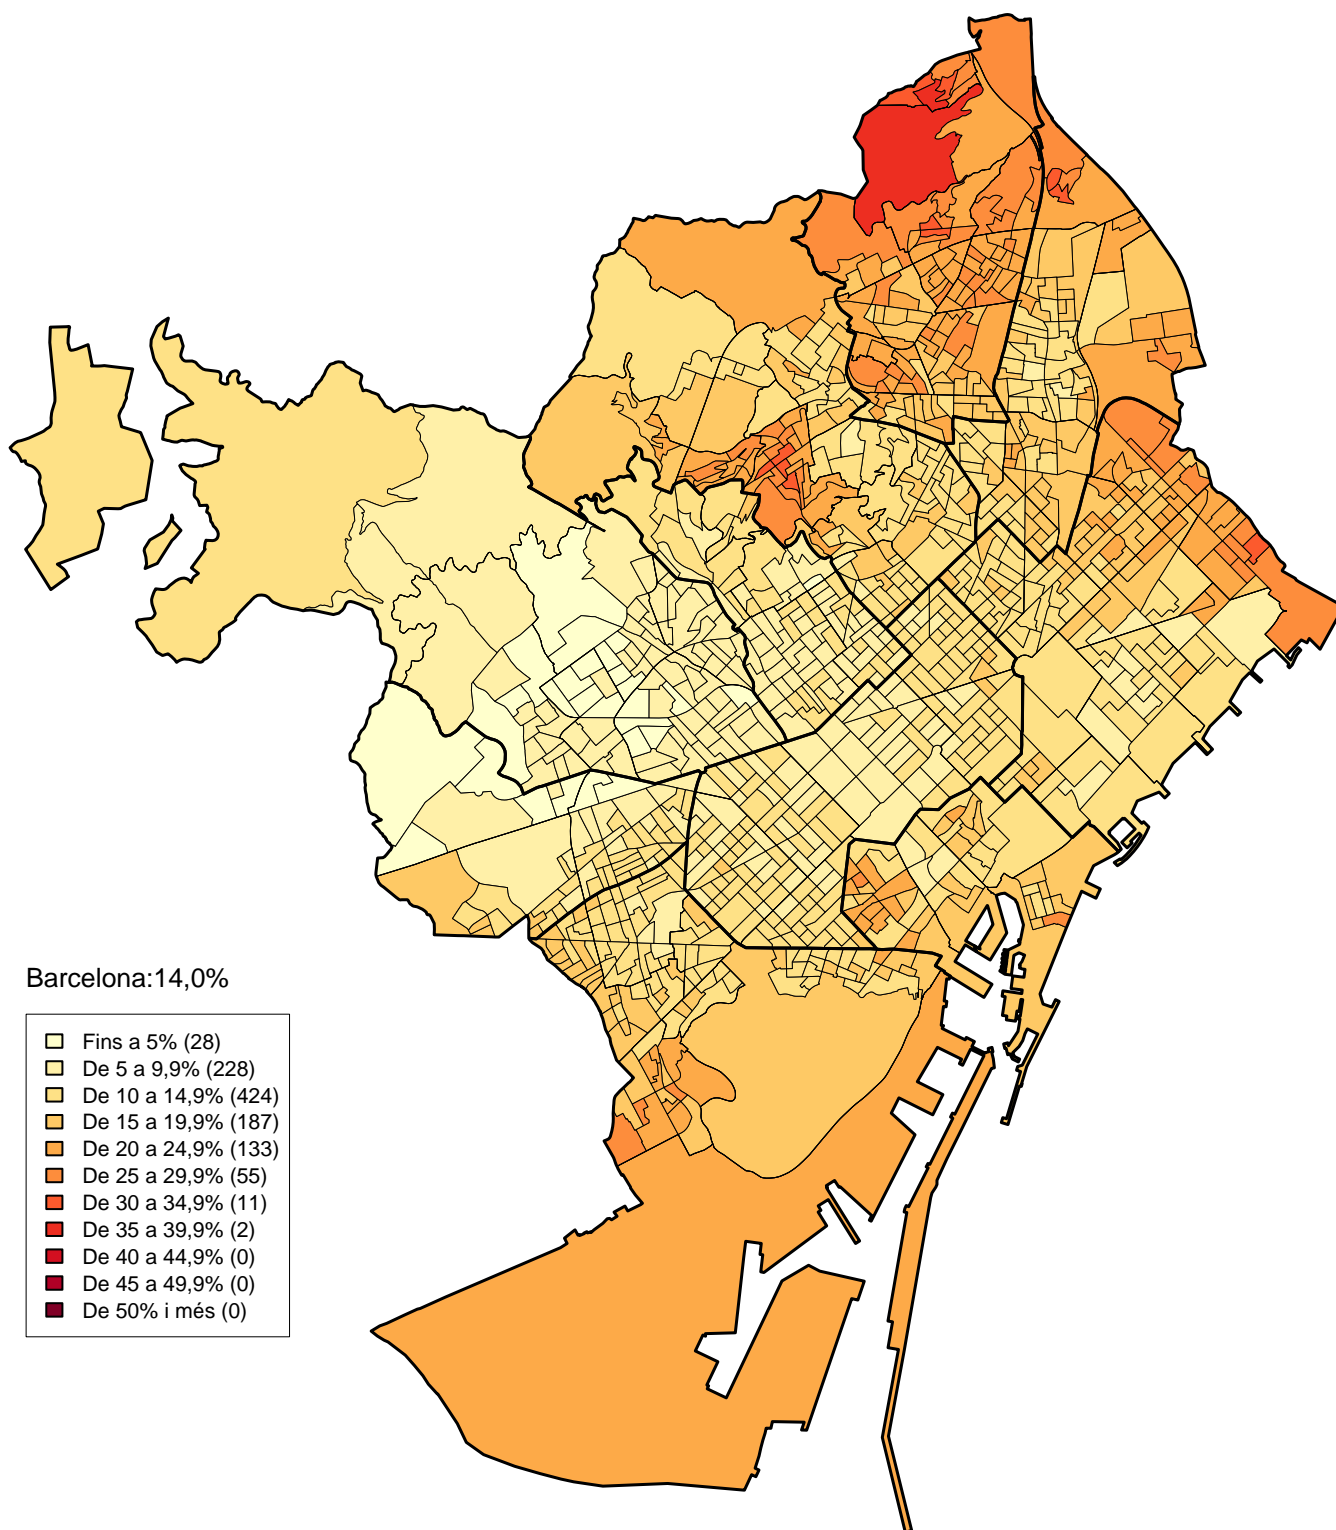 Barcelona:14,0%
Fins a 5% (28)
De 5 a 9,9% (228)
De 10 a 14,9% (424)
De 15 a 19,9% (187)
De 20 a 24,9% (133)
De 25 a 29,9% (55)
De 30 a 34,9% (11)
De 35 a 39,9% (2)
De 40 a 44,9% (0)
De 45 a 49,9% (0)
De 50% i més (0)